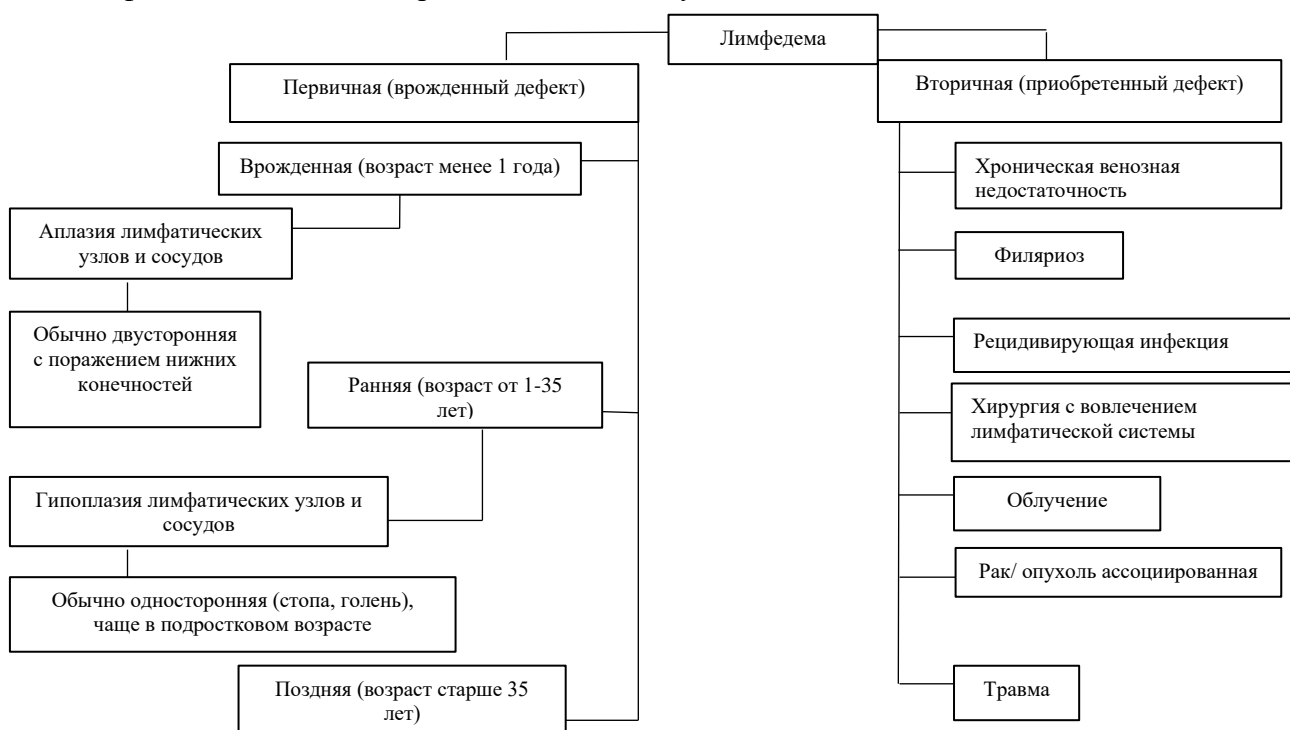 Лимфедема
Первичная (врожденный дефект)
Вторичная (приобретенный дефект)
Врожденная (возраст менее 1 года)
Аплазия лимфатических
узлов и сосудов
Обычно двусторонняя
с поражением нижних
конечностей
Ранняя (возраст от 1-35
лет)
Гипоплазия лимфатических узлов и
сосудов
Обычно односторонняя (стопа, голень),
чаще в подростковом возрасте
Поздняя (возраст старше 35
лет)
Хроническая венозная
недостаточность
Филяриоз
Рецидивирующая инфекция
Хирургия с вовлечением
лимфатической системы
Облучение
Рак/ опухоль ассоциированная
Травма